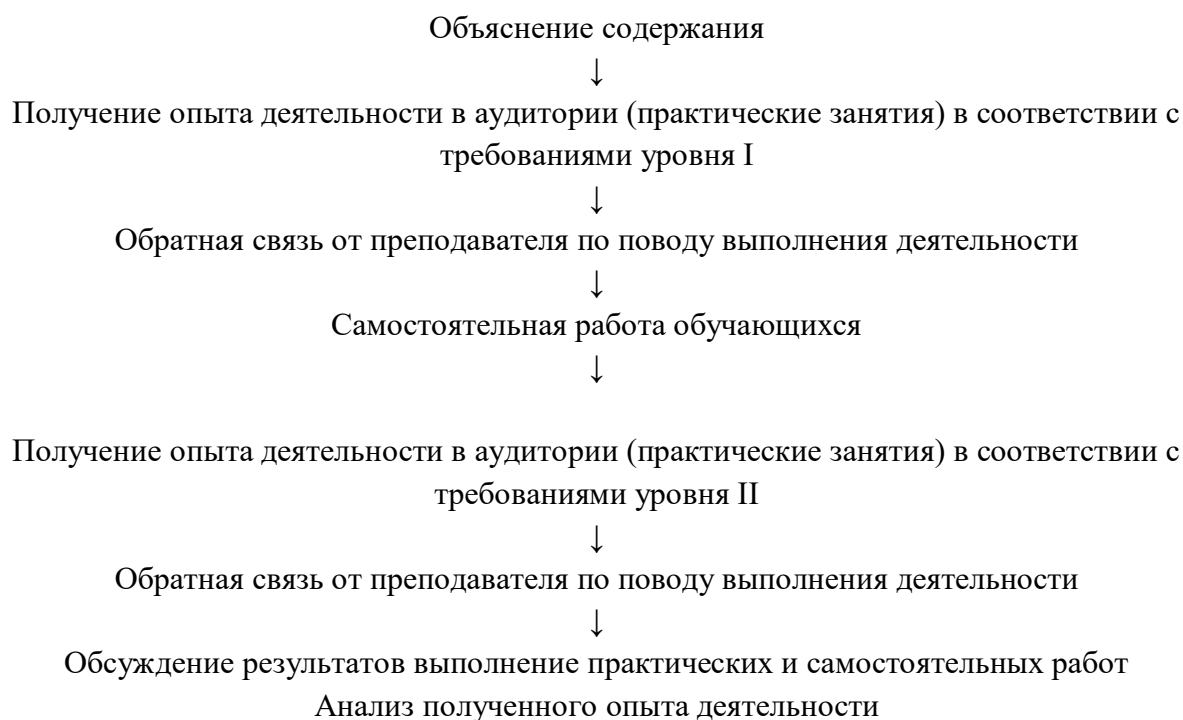 Объяснение содержания
↓
Получение опыта деятельности в аудитории (практические занятия) в соответствии с
требованиями уровня I
↓
Обратная связь от преподавателя по поводу выполнения деятельности
↓
Самостоятельная работа обучающихся
↓
Получение опыта деятельности в аудитории (практические занятия) в соответствии с
требованиями уровня II
↓
Обратная связь от преподавателя по поводу выполнения деятельности
↓
Обсуждение результатов выполнение практических и самостоятельных работ
Анализ полученного опыта деятельности